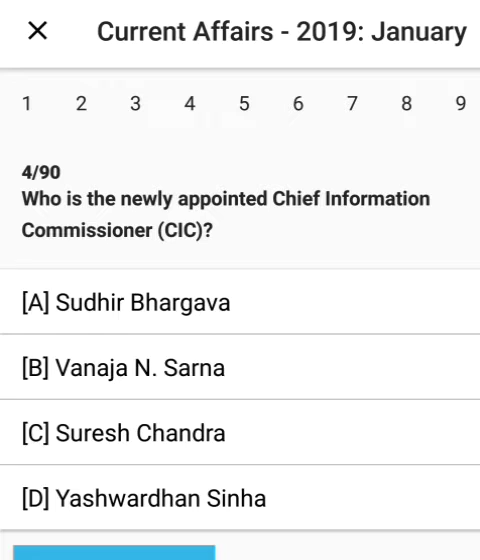 × Current Affairs - 2019: January
1 2 3 4 5 6 7 8 9
4/90
Who is the newly appointed Chief Information
Commissioner (CIC)?
[A] Sudhir Bhargava
[B] Vanaja N. Sarna
[C] Suresh Chandra
[D] Yashwardhan Sinha